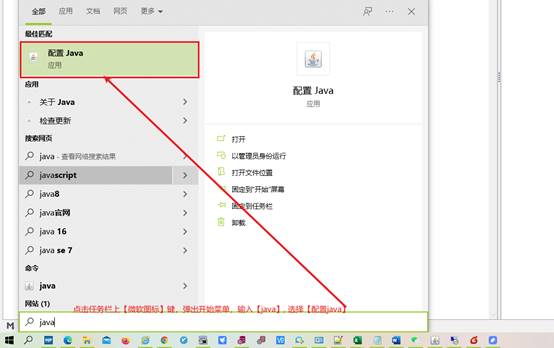 全部 应用 文档 网页 更多
最佳匹配
配置 Java
应用
应用
关于 Java
检查更新
搜索网页
java - 查看网络搜索结果
javascript
java8
java官网
java 16
java se 7
命令
java
网站 (1)
java
配置 Java
应用
打开
以管理员身份运行
打开文件位置
固定到"开始"屏幕
固定到任务栏
卸载
点击任务栏上【微软图标】键，弹出开始菜单，输入【java】, 选择【配置java】